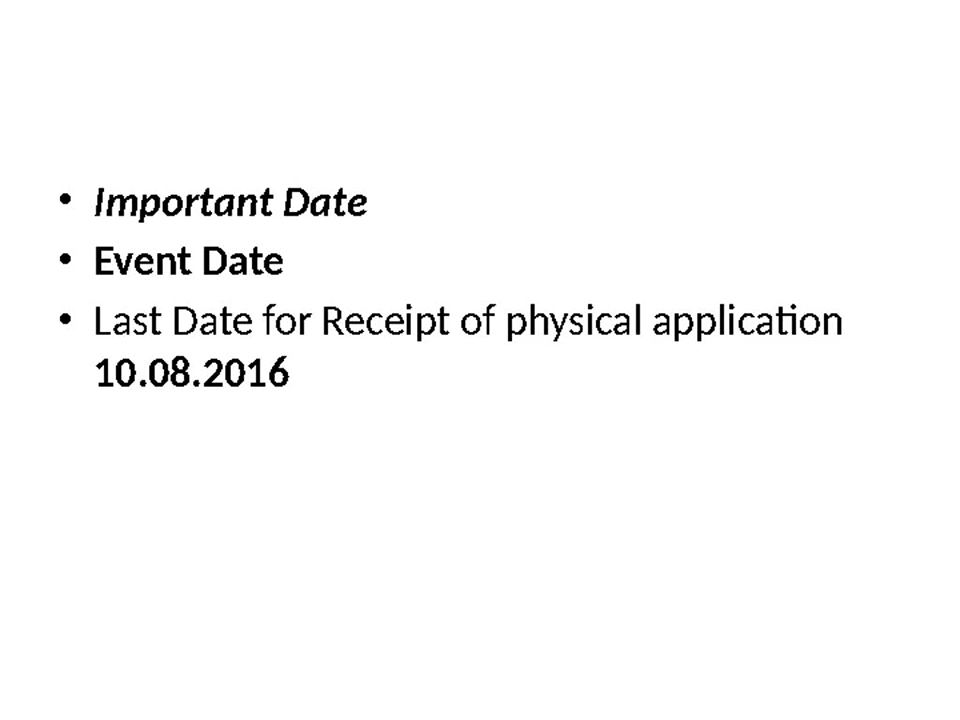 • Important Date
• Event Date
• Last Date for Receipt of physical application
10.08.2016